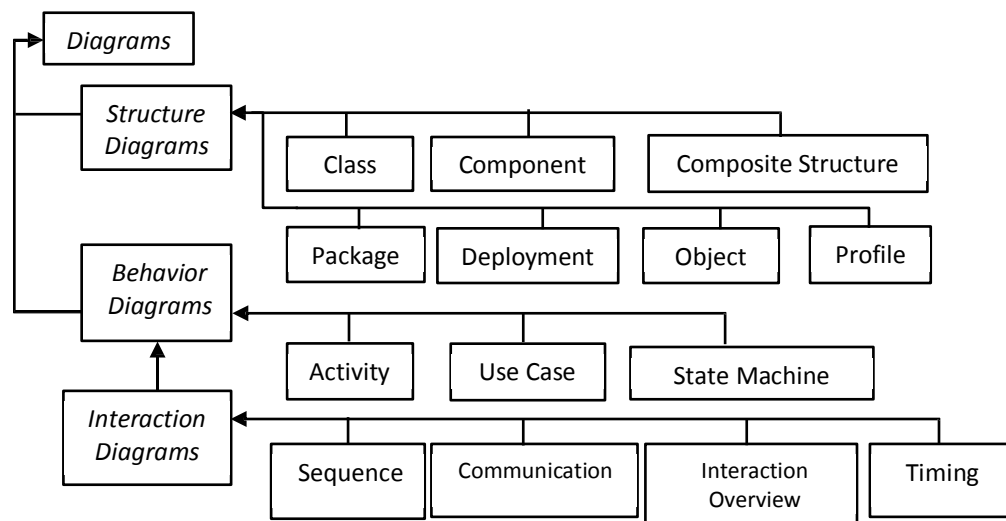 Diagrams
Structure
Diagrams
Class
Component
Composite Structure
Package
Deployment
Object
Profile
Behavior
Diagrams
Activity
Use Case
State Machine
Interaction
Diagrams
Sequence
Communication
Interaction
Overview
Timing